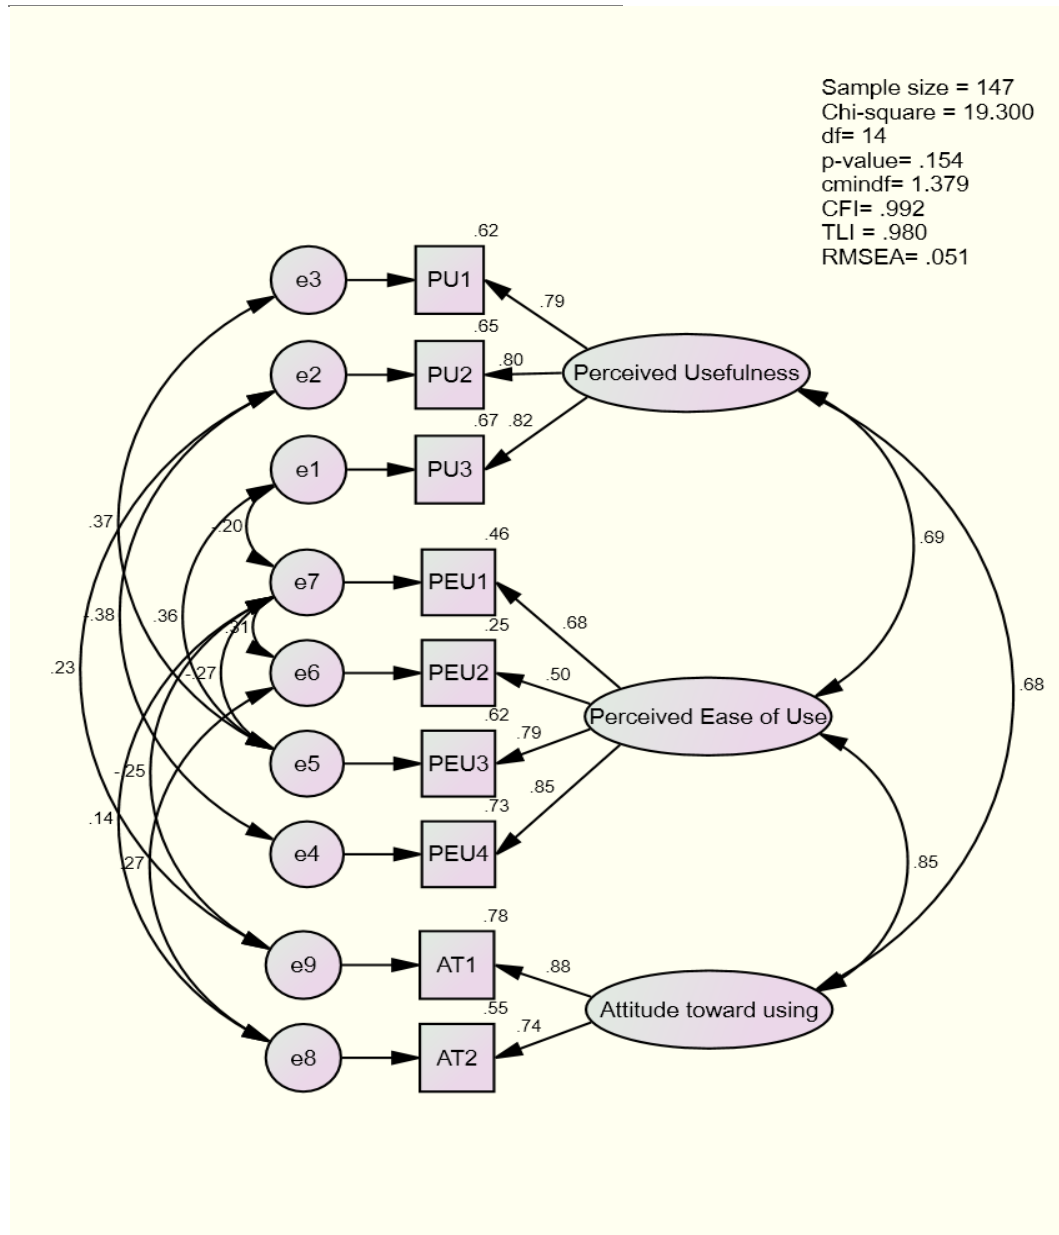 Sample size = 147
Chi-square = 19.300
df= 14
p-value= .154
cmindf= 1.379
CFI= .992
TLI = .980
RMSEA= .051
.62
e3
PU1
.79
.65
e2
PU2
.80
Perceived Usefulness
.67 .82
e1
PU3
.37
-.20
.46
.69
e7
PEU1
-.38
.36
.31
.25
.68
.23
-.27
e6
PEU2
.50
.68
.62
Perceived Ease of Use
.79
e5
PEU3
-.25
.85
.73
.14
e4
PEU4
.27
.85
.78
e9
AT1
.88
.55
Attitude toward using
.74
e8
AT2